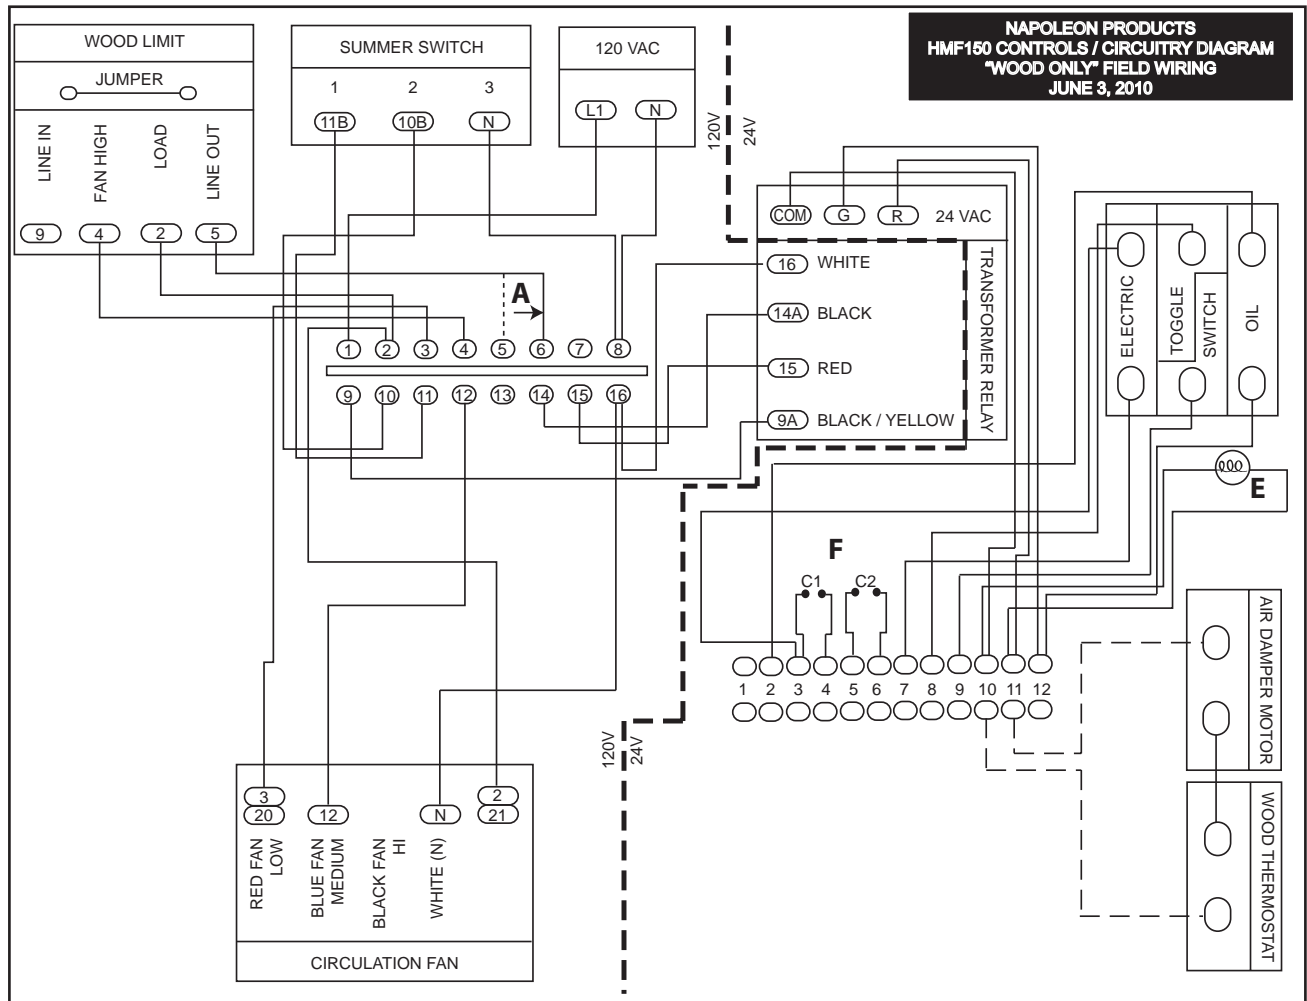 NAPOLEON PRODUCTS
HMF150 CONTROLS / CIRCUITRY DIAGRAM
"WOOD ONLY" FIELD WIRING
JUNE 3, 2010
WOOD LIMIT
JUMPER
LINE IN
FAN HIGH
LOAD
LINE OUT
9
4
2
5
SUMMER SWITCH
1 2 3
11B 10B N
120 VAC
L1 N
120V
24V
COM G R 24 VAC
16 WHITE
14A BLACK
15 RED
9A BLACK / YELLOW
TRANSFORMER RELAY
ELECTRIC
TOGGLE
SWITCH
OIL
A
1 2 3 4 5 6 7 8
9 10 11 12 13 14 15 16
E
F
C1 C2
1 2 3 4 5 6 7 8 9 10 11 12
AIR DAMPER MOTOR
WOOD THERMOSTAT
120V
24V
3
20
12
N
2
21
RED FAN
LOW
BLUE FAN
MEDIUM
BLACK FAN
HI
WHITE (N)
CIRCULATION FAN